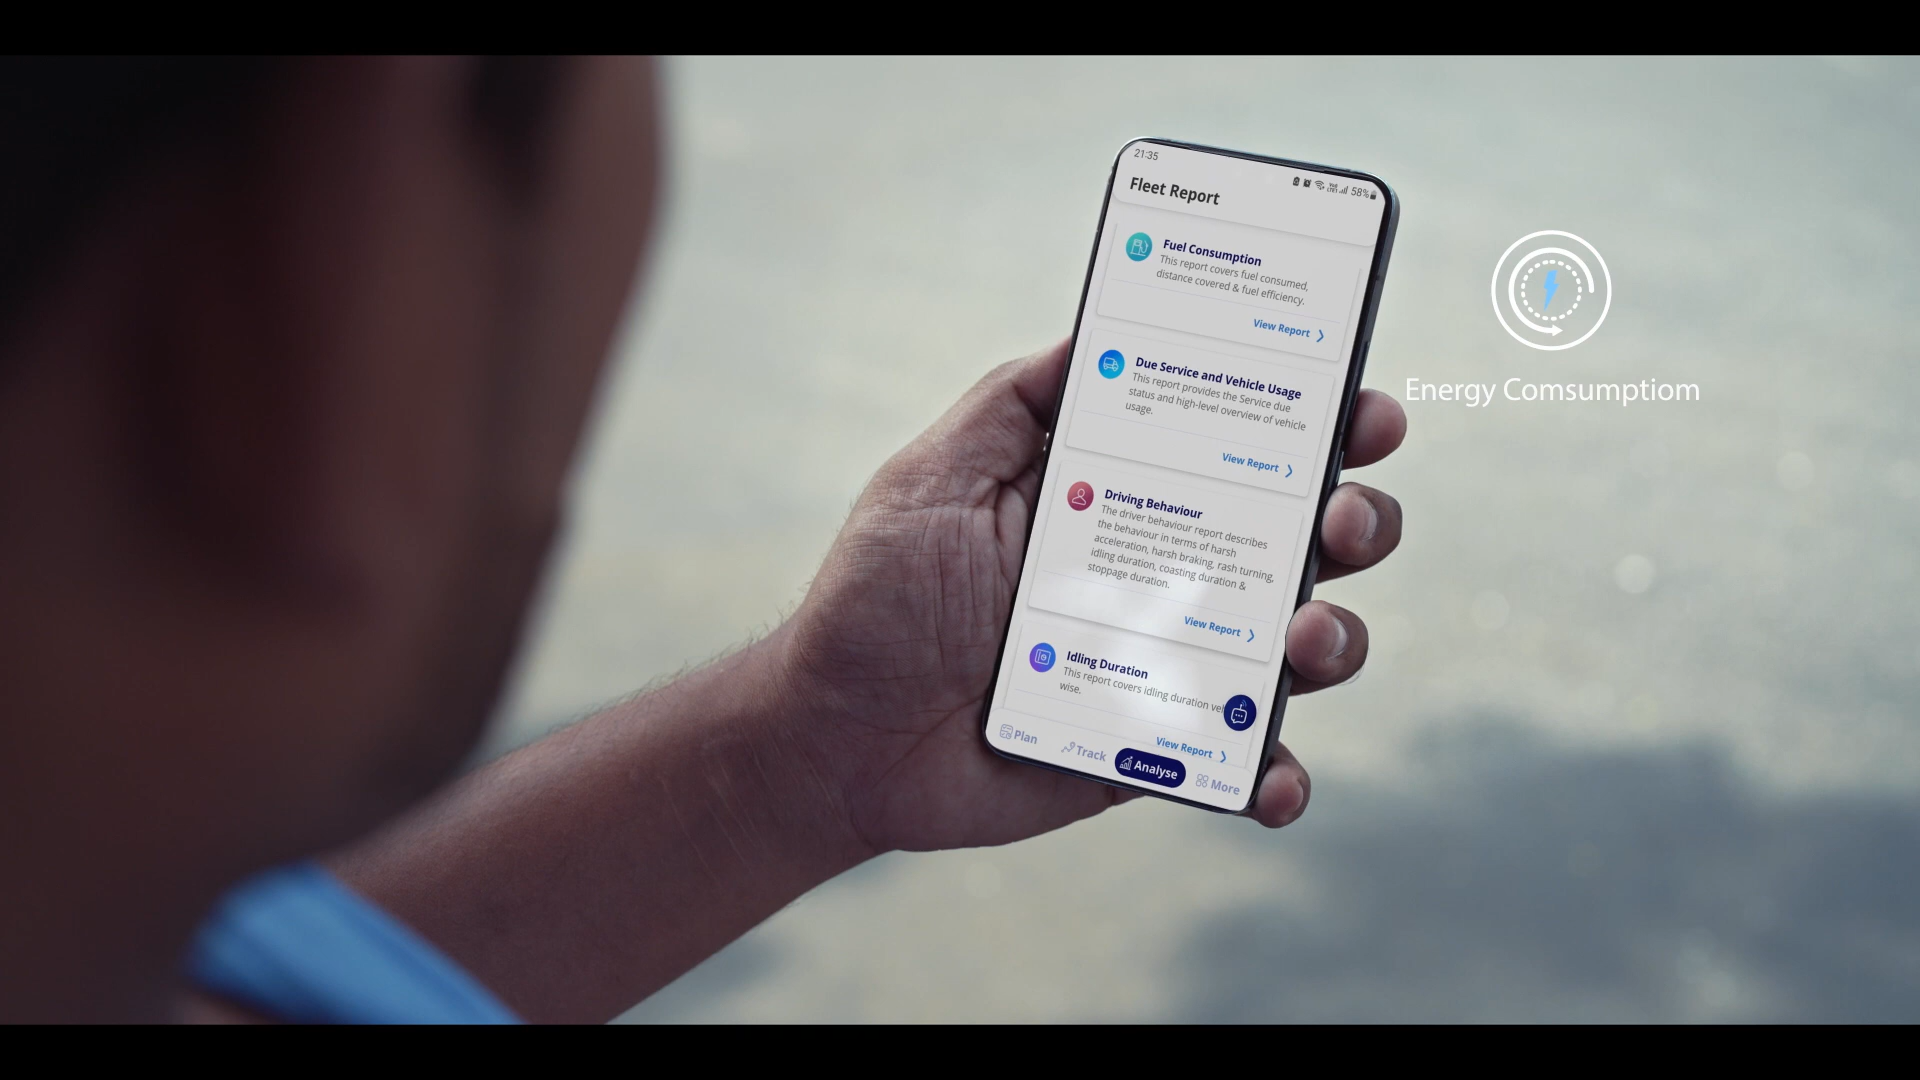 21:35
58%
Fleet Report
Fuel Consumption
This report covers fuel consumed,
distance covered & fuel efficiency.
View Report
Due Service and Vehicle Usage
This report provides the Service due
status and high-level overview of vehicle
usage.
View Report
Driving Behaviour
The driver behaviour report describes
the behaviour in terms of harsh
acceleration, harsh braking, rash turning,
idling duration, coasting duration &
stoppage duration.
View Report
Idling Duration
This report covers idling duration
wise.
View Report
Plan
Track
Analyse
More
Energy Comsumptiom